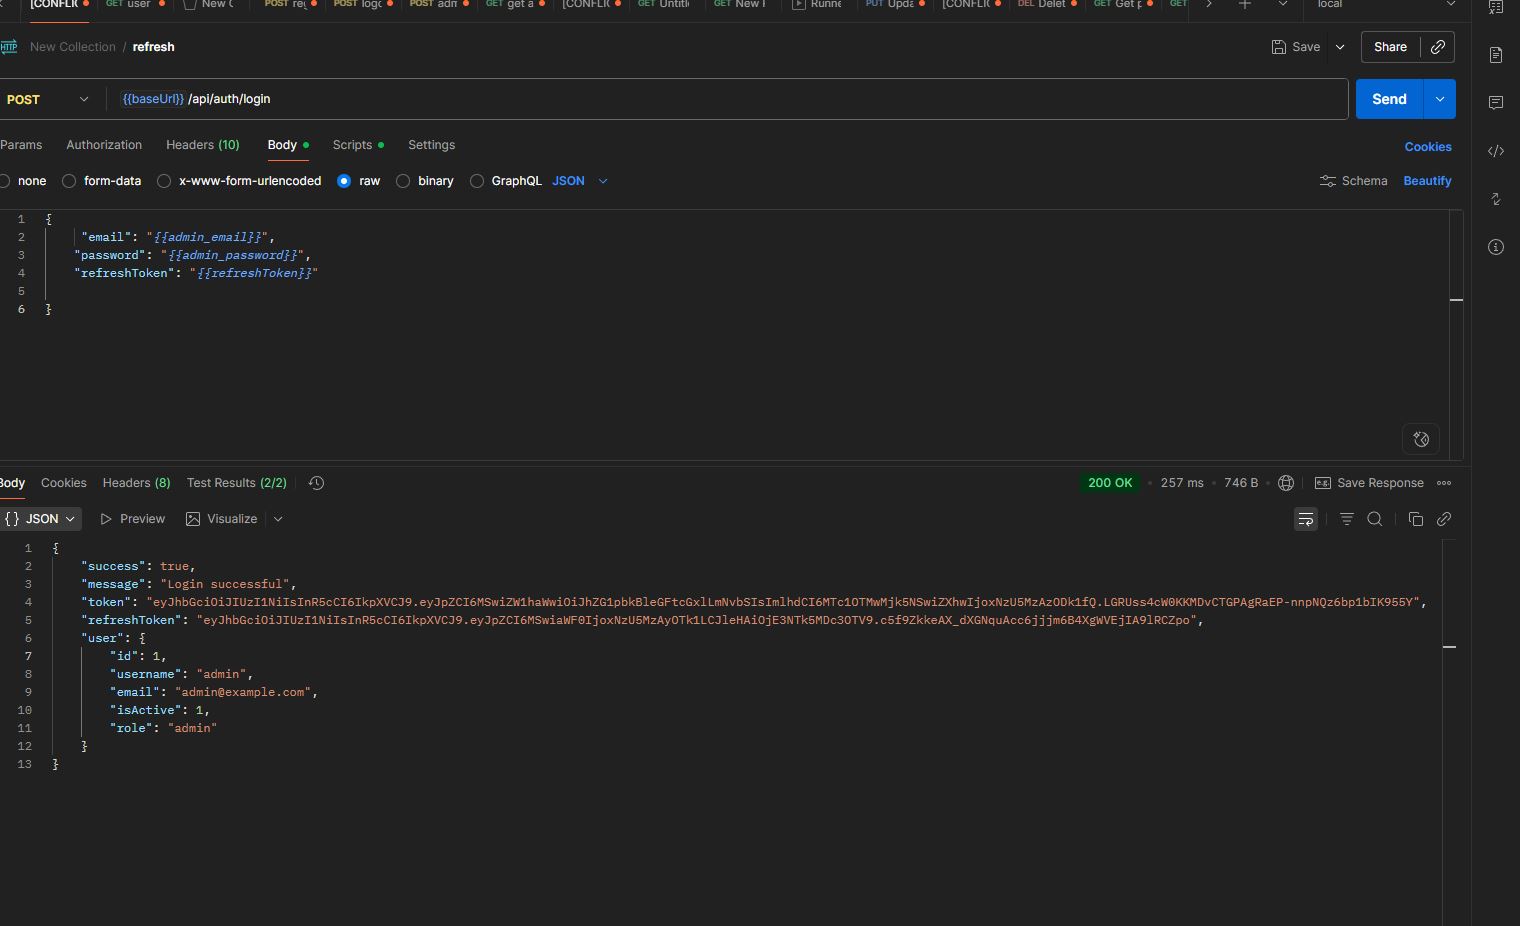 [CONFLIC GET user New C POST reg POST logo POST adm GET get a [CONFLIC GET Untitle GET New R Runne PUT Upda [CONFLIC DEL Delet GET Get p GET local
HTTP New Collection / refresh Save Share
POST {{baseUrl}} /api/auth/login Send
Params Authorization Headers (10) Body Scripts Settings Cookies
none form-data x-www-form-urlencoded raw binary GraphQL JSON Schema Beautify
1 {
2 "email": "{{admin_email}}",
3 "password": "{{admin_password}}",
4 "refreshToken": "{{refreshToken}}"
5
6 }
Body Cookies Headers (8) Test Results (2/2) 200 OK • 257 ms • 746 B • e.g. Save Response
{} JSON Preview Visualize
1 {
2 "success": true,
3 "message": "Login successful",
4 "token": "eyJhbGciOiJIUzI1NiIsInR5cCI6IkpXVCJ9.eyJpZCI6MSwiZW1haWwiOiJhZG1pbkBleGFtcGxlLmNvbSIsImlhdCI6MTc1OTMwMjk5NSwiZXhwIjoxNzU5MzAzODk1fQ.LGRUss4cW0KKMDvCTGPAgRaEP-nnpNQz6bp1bIK955Y",
5 "refreshToken": "eyJhbGciOiJIUzI1NiIsInR5cCI6IkpXVCJ9.eyJpZCI6MSwiaWF0IjoxNzU5MzAyOTk1LCJleHAiOjE3NTk5MDc3OTV9.c5f9ZkkeAX_dXGNquAcc6jjjm6B4XgWVEjIA9lRCZpo",
6 "user": {
7 "id": 1,
8 "username": "admin",
9 "email": "admin@example.com",
10 "isActive": 1,
11 "role": "admin"
12 }
13 }